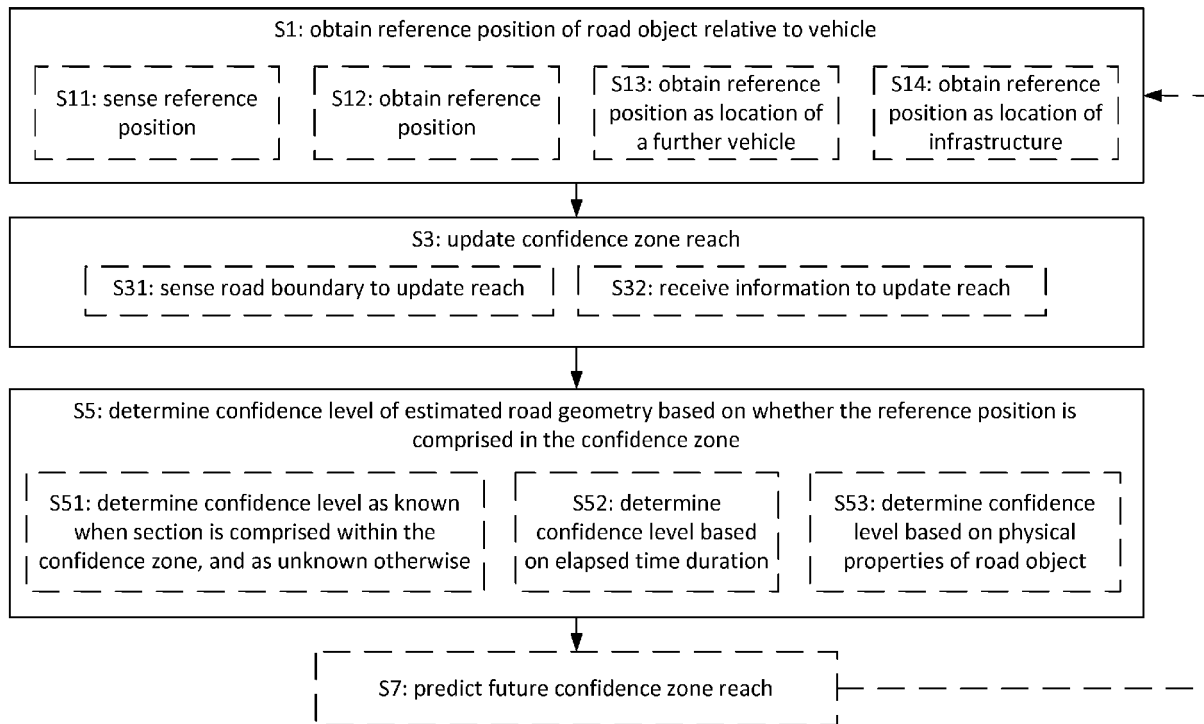 S1: obtain reference position of road object relative to vehicle
S11: sense reference
position
S12: obtain reference
position
S13: obtain reference
position as location of
a further vehicle
S14: obtain reference
position as location of
infrastructure
S3: update confidence zone reach
S31: sense road boundary to update reach
S32: receive information to update reach
S5: determine confidence level of estimated road geometry based on whether the reference position is
comprised in the confidence zone
S51: determine confidence level as known
when section is comprised within the
confidence zone, and as unknown otherwise
S52: determine
confidence level based
on elapsed time duration
S53: determine confidence
level based on physical
properties of road object
S7: predict future confidence zone reach